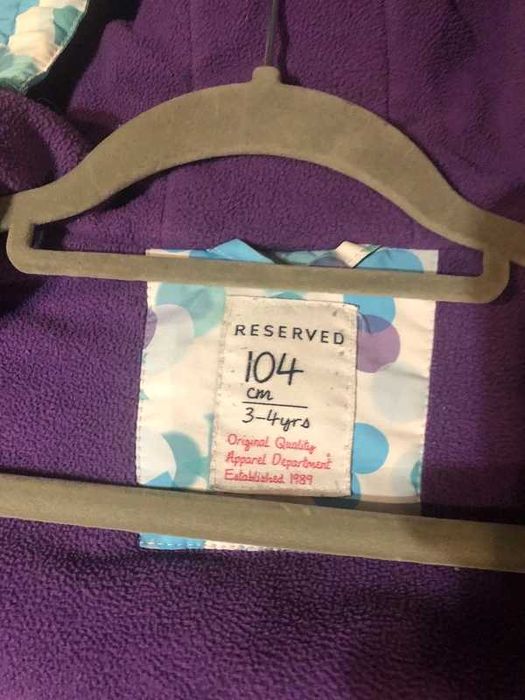 RESERVED
104
cm
3-4yrs
Original Quality
Apparel Department
Established 1989